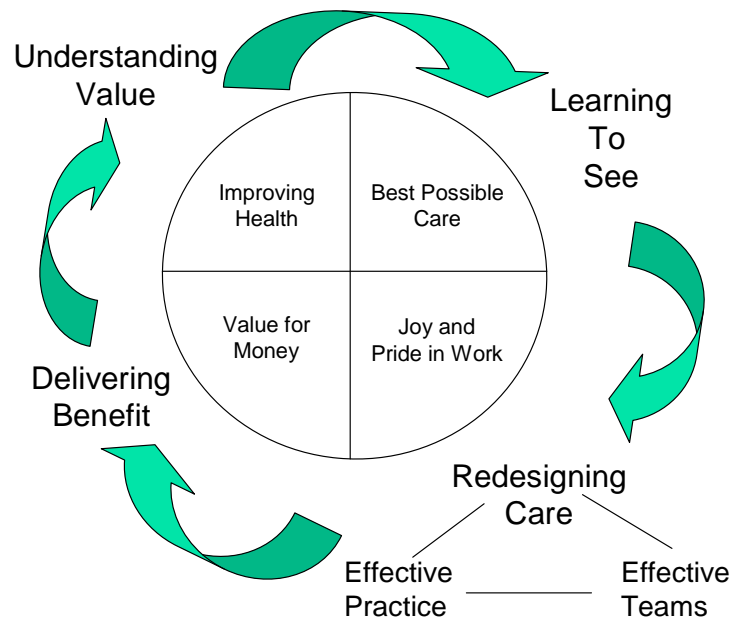 Understanding
Value
Learning
To
See
Improving
Health
Best Possible
Care
Value for
Money
Joy and
Pride in Work
Delivering
Benefit
Redesigning
Care
Effective
Practice
Effective
Teams